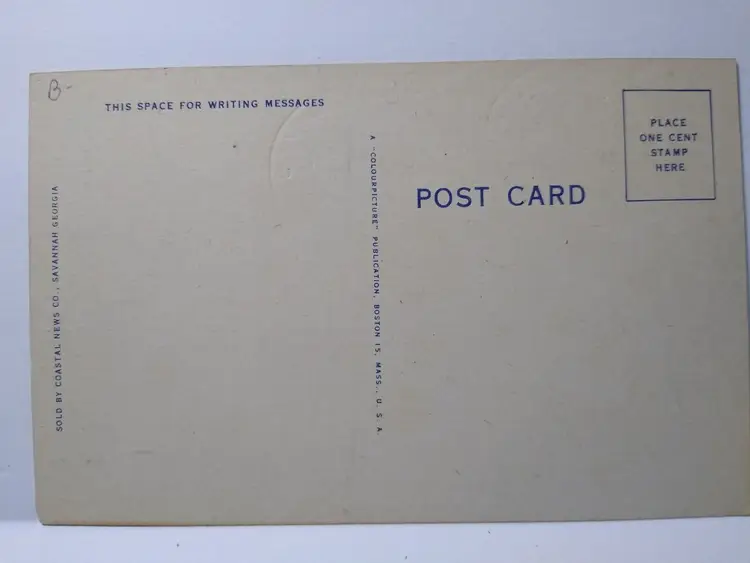 B-
THIS SPACE FOR WRITING MESSAGES
SOLD BY COASTAL NEWS CO., SAVANNAH GEORGIA
A "COLOURPICTURE" PUBLICATION, BOSTON 15, MASS., U. S. A.
POST CARD
PLACE
ONE CENT
STAMP
HERE